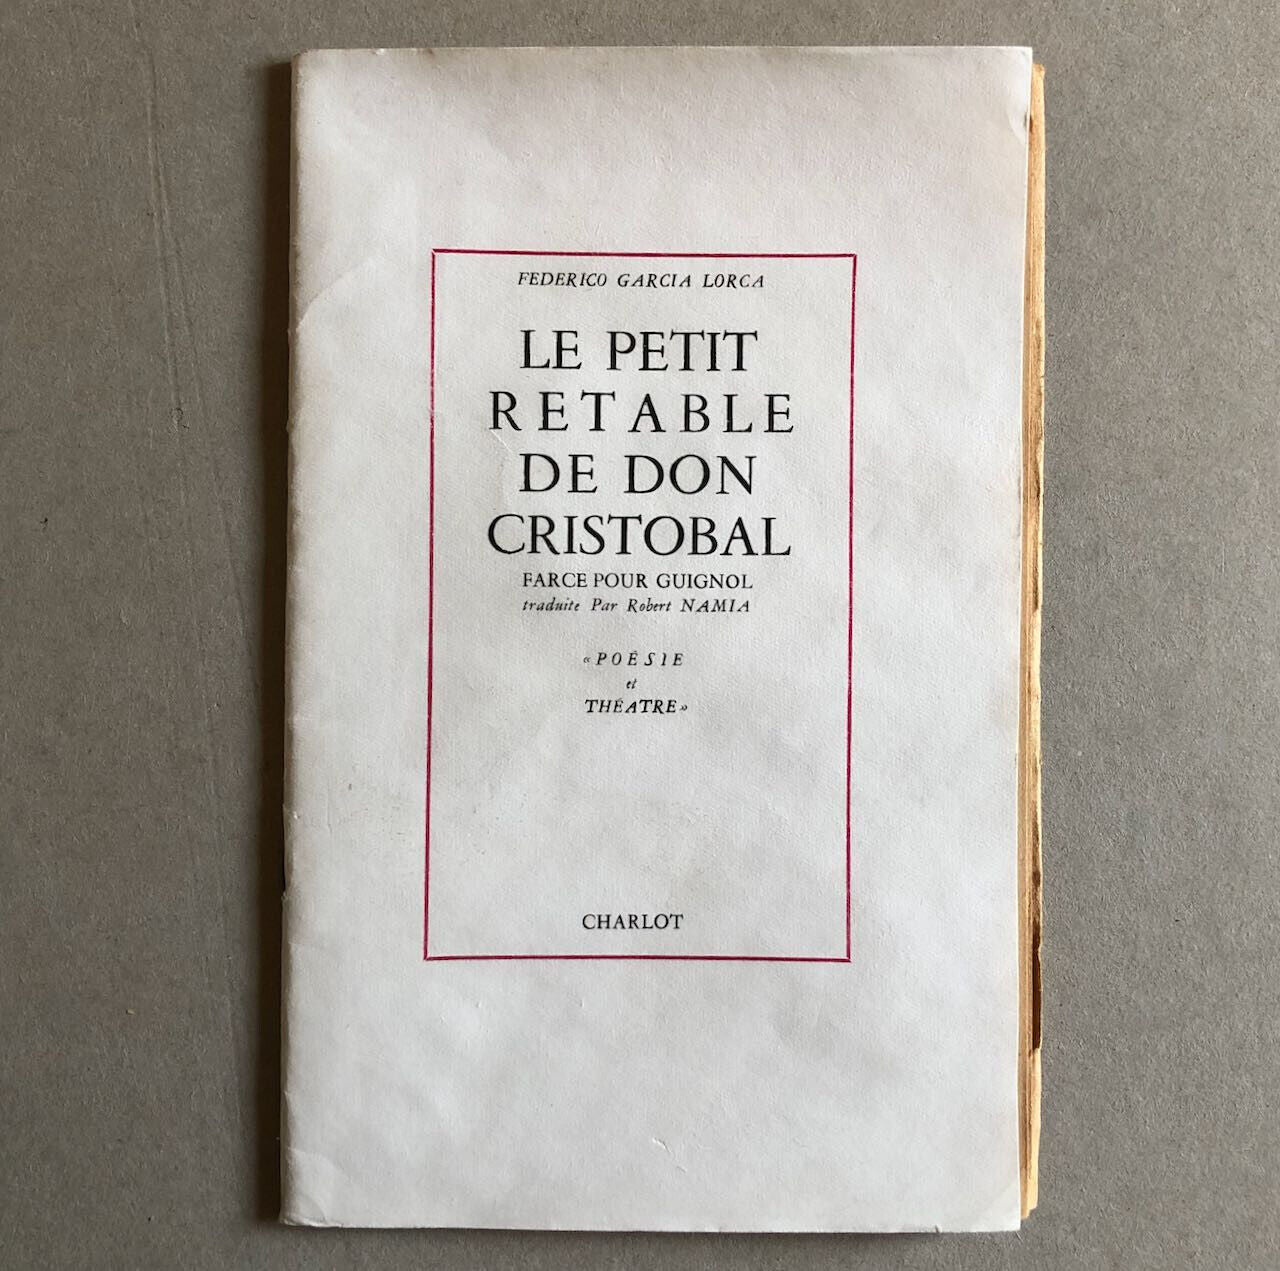 FEDERICO GARCIA LORCA
LE PETIT
RETABLE
DE DON
CRISTOBAL
FARCE POUR GUIGNOL
traduite Par Robert NAMIA
« POÉSIE
et
THÉATRE »
CHARLOT